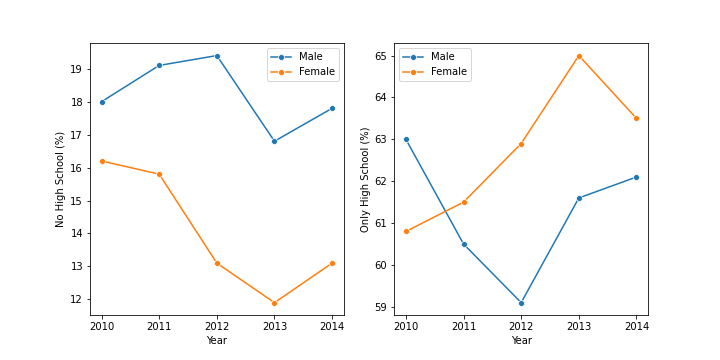 Male
Female
19
18
17
16
15
14
13
12
No High School (%)
2010 2011 2012 2013 2014
Year
Male
Female
65
64
63
62
61
60
59
Only High School (%)
2010 2011 2012 2013 2014
Year